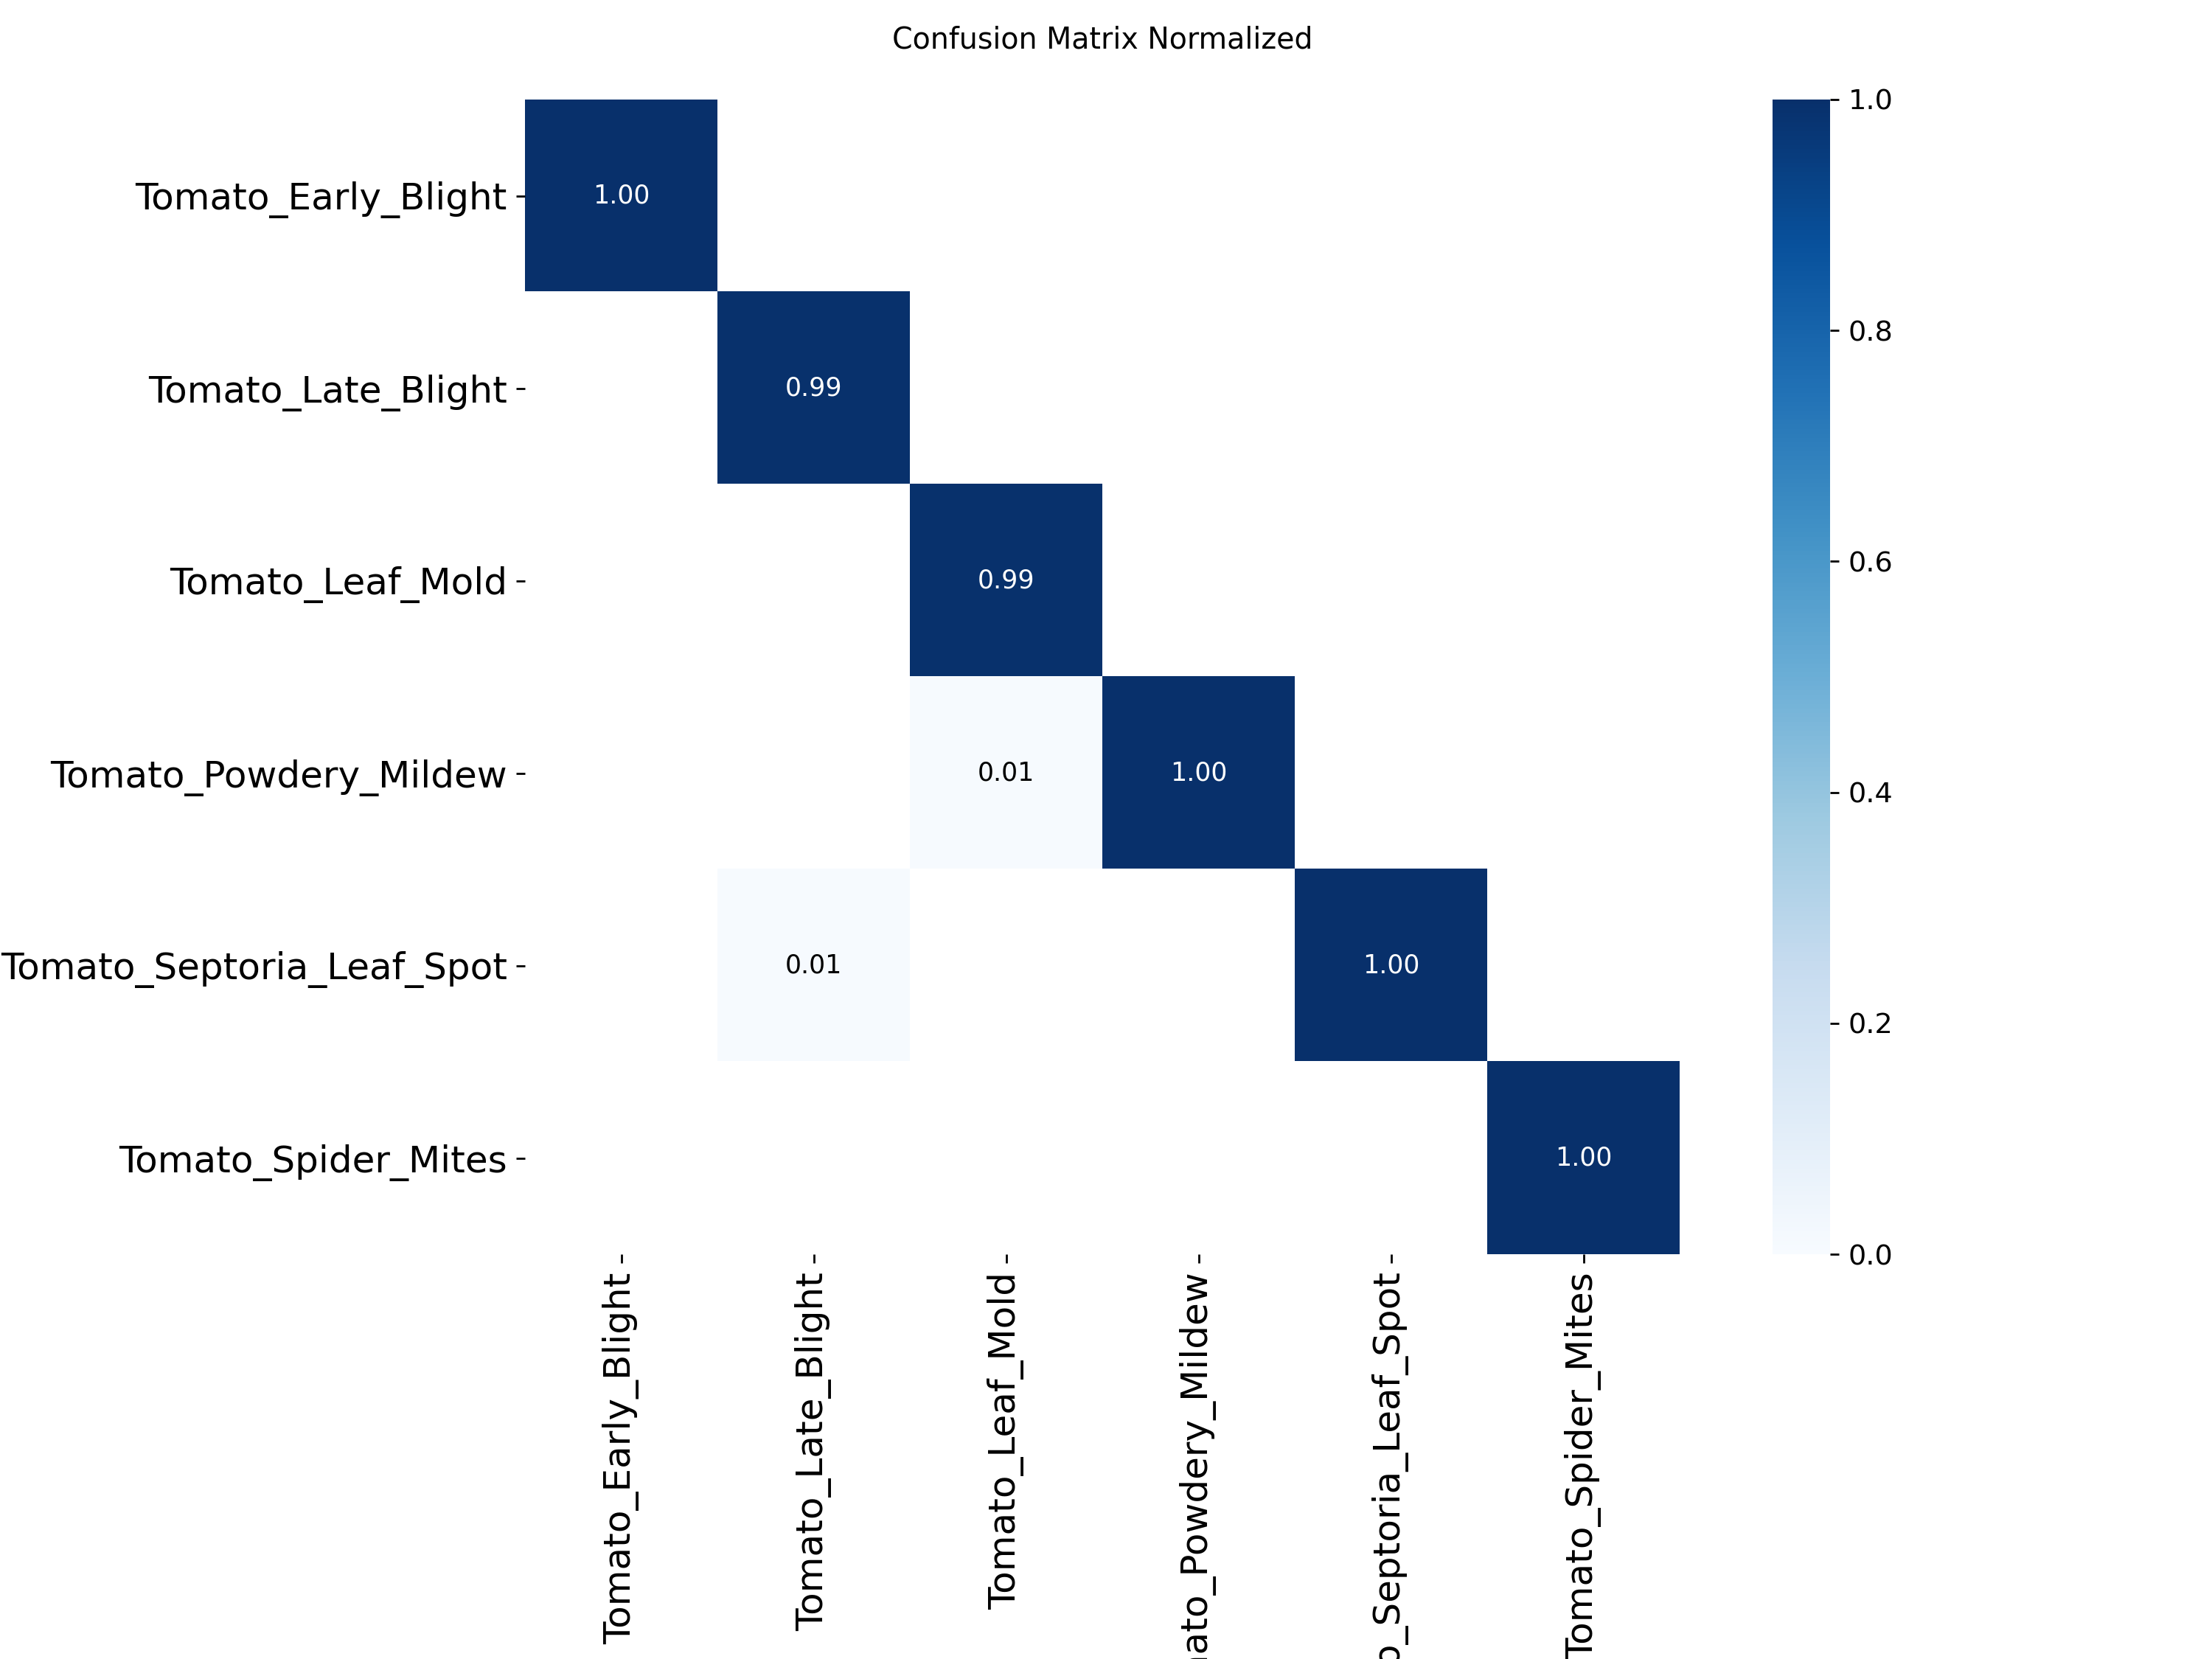 Confusion Matrix Normalized
Tomato_Early_Blight
1.00
Tomato_Late_Blight
0.99
Tomato_Leaf_Mold
0.99
Tomato_Powdery_Mildew
0.01 1.00
Tomato_Septoria_Leaf_Spot
0.01 1.00
Tomato_Spider_Mites
1.00
1.0
0.8
0.6
0.4
0.2
0.0
Tomato_Early_Blight
Tomato_Late_Blight
Tomato_Leaf_Mold
mato_Powdery_Mildew
o_Septoria_Leaf_Spot
Tomato_Spider_Mites